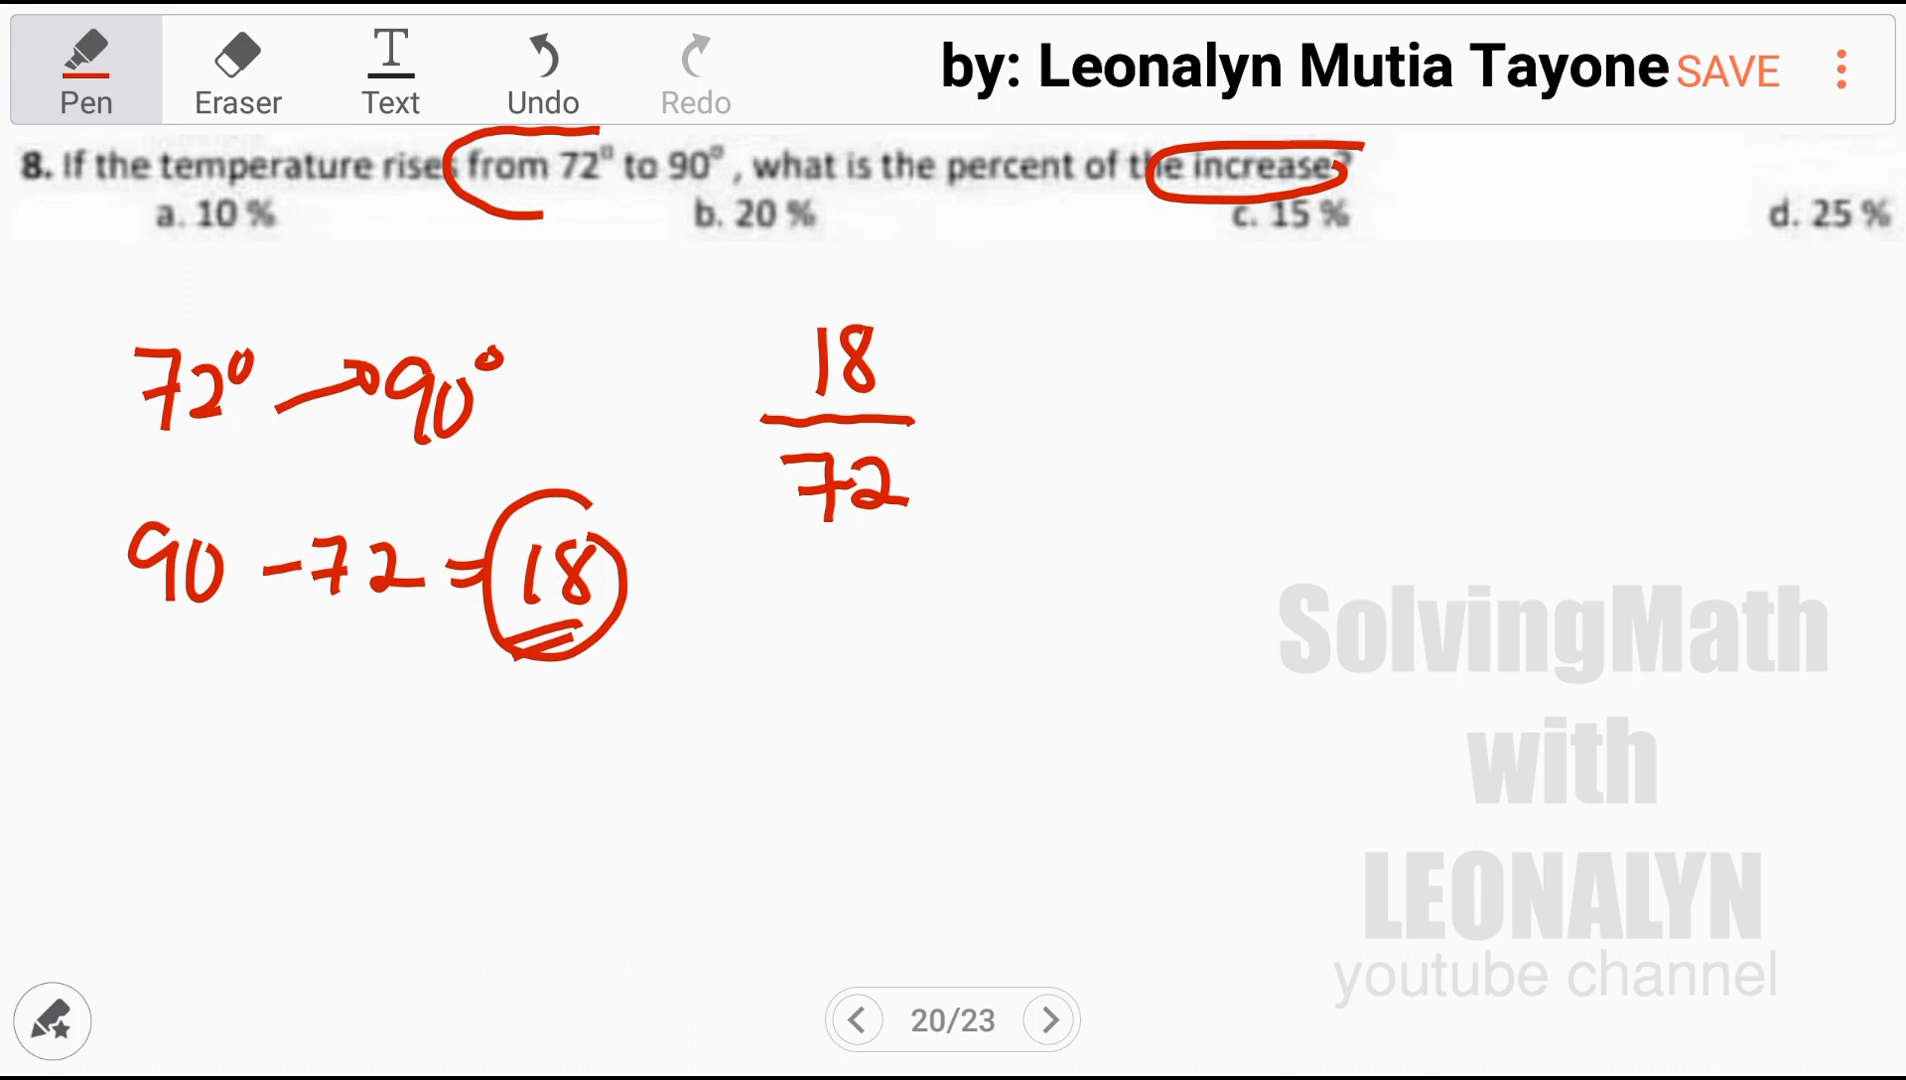 Pen Eraser Text Undo Redo by: Leonalyn Mutia Tayone SAVE
8. If the temperature rises from 72° to 90°, what is the percent of the increase?
a. 10 % b. 20 % c. 15 % d. 25 %
72° → 90°
90 - 72 = 18
18
72
SolvingMath
with
LEONALYN
youtube channel
20/23